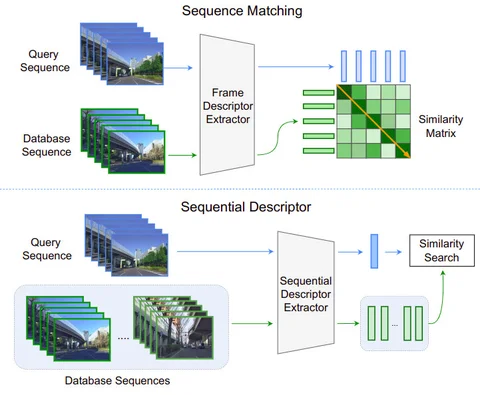 Sequence Matching
Query
Sequence
Frame
Descriptor
Extractor
Database
Sequence
Similarity
Matrix
Sequential Descriptor
Query
Sequence
Sequential
Descriptor
Extractor
Similarity
Search
....
...
Database Sequences